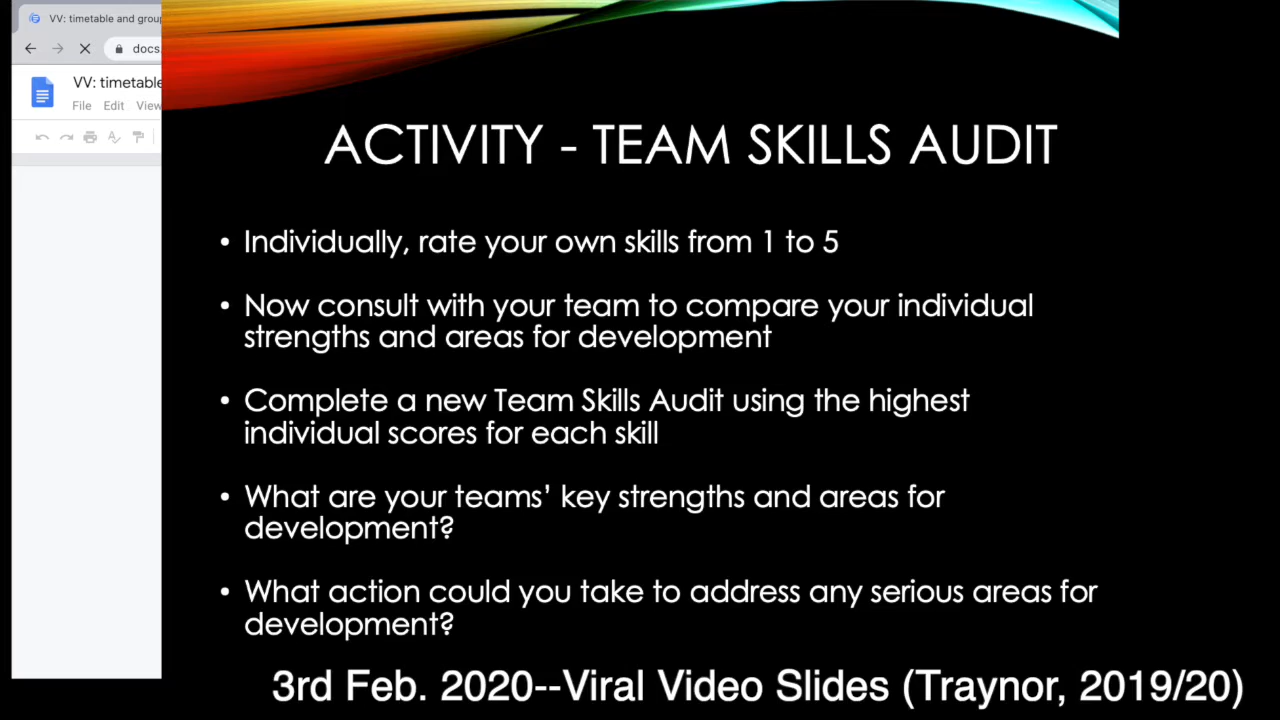 VV: timetable and group
docs.
VV: timetable
File Edit View
ACTIVITY - TEAM SKILLS AUDIT
• Individually, rate your own skills from 1 to 5
• Now consult with your team to compare your individual
strengths and areas for development
• Complete a new Team Skills Audit using the highest
individual scores for each skill
• What are your teams’ key strengths and areas for
development?
• What action could you take to address any serious areas for
development?
3rd Feb. 2020--Viral Video Slides (Traynor, 2019/20)